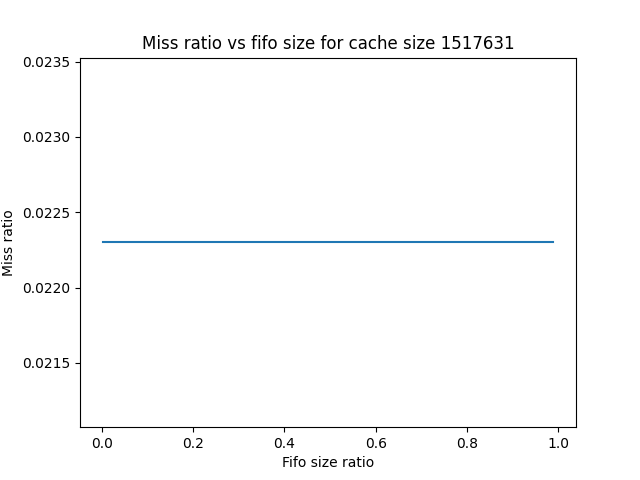 Miss ratio vs fifo size for cache size 1517631
0.0235
0.0230
0.0225
0.0220
0.0215
Miss ratio
0.0 0.2 0.4 0.6 0.8 1.0
Fifo size ratio